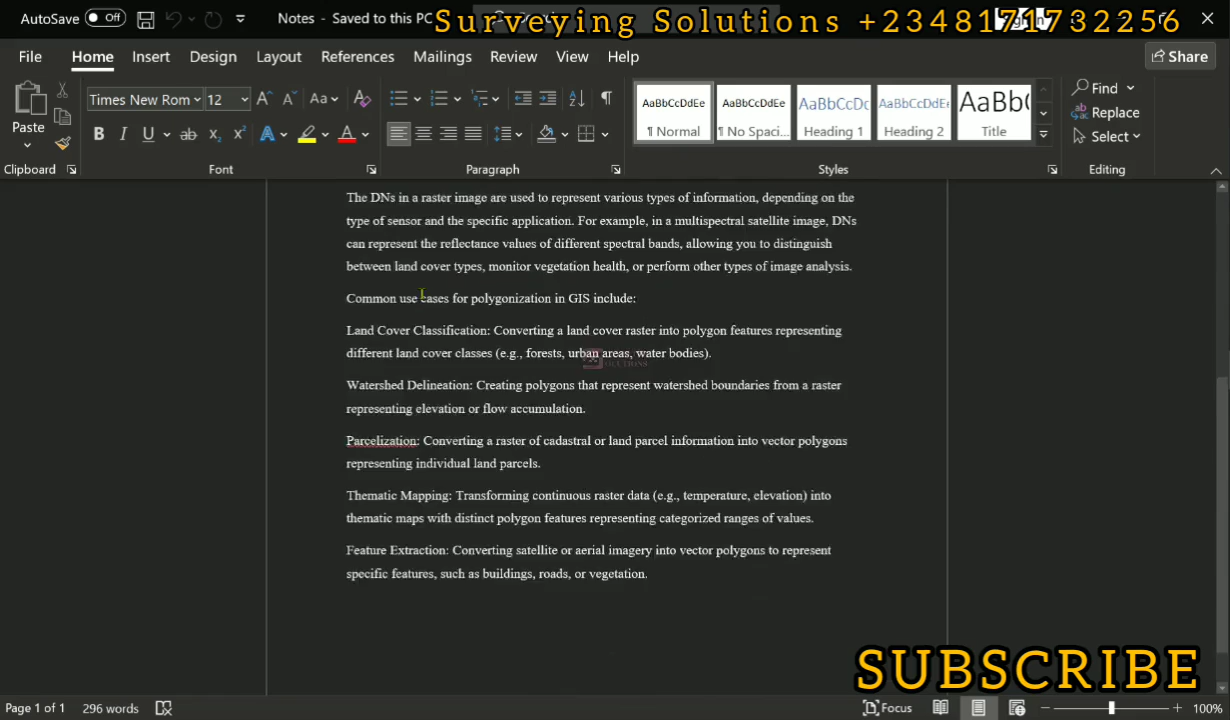 AutoSave Off Notes - Saved to this PC
Surveying Solutions +2348171732256
File Home Insert Design Layout References Mailings Review View Help Share
Times New Rom 12 Aa
Paste
B I U ab x₂ x² A A
AaBbCcDdEe AaBbCcDdEe AaBbCcDc AaBbCcDdE AaB
¶ Normal ¶ No Spaci... Heading 1 Heading 2 Title
Find
Replace
Select
Clipboard Font Paragraph Styles Editing
The DNs in a raster image are used to represent various types of information, depending on the
type of sensor and the specific application. For example, in a multispectral satellite image, DNs
can represent the reflectance values of different spectral bands, allowing you to distinguish
between land cover types, monitor vegetation health, or perform other types of image analysis.
Common use cases for polygonization in GIS include:
Land Cover Classification: Converting a land cover raster into polygon features representing
different land cover classes (e.g., forests, urban areas, water bodies).
Watershed Delineation: Creating polygons that represent watershed boundaries from a raster
representing elevation or flow accumulation.
Parcelization: Converting a raster of cadastral or land parcel information into vector polygons
representing individual land parcels.
Thematic Mapping: Transforming continuous raster data (e.g., temperature, elevation) into
thematic maps with distinct polygon features representing categorized ranges of values.
Feature Extraction: Converting satellite or aerial imagery into vector polygons to represent
specific features, such as buildings, roads, or vegetation.
SUBSCRIBE
Page 1 of 1 296 words Focus 100%